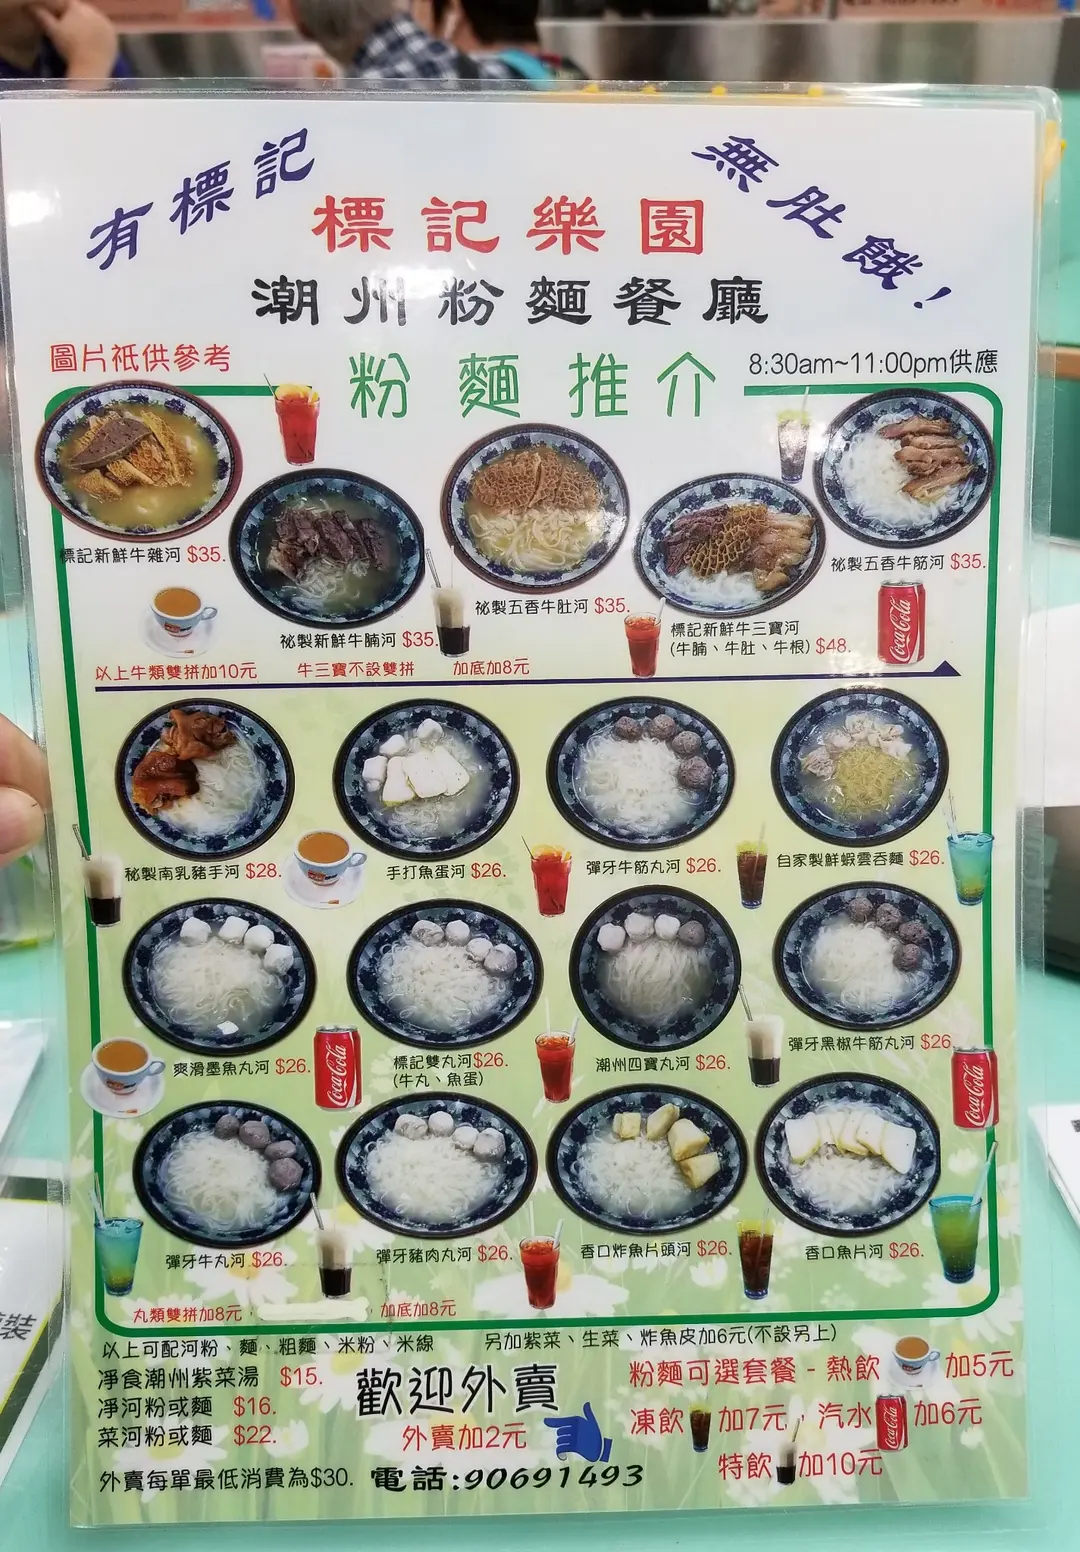 有標記
無肚餓！
標記樂園
潮州粉麵餐廳
圖片祇供參考
粉麵推介
8:30am~11:00pm供應
標記新鮮牛雜河 $35.
祕製新鮮牛腩河 $35.
祕製五香牛肚河 $35.
標記新鮮牛三寶河
(牛腩、牛肚、牛根) $48.
祕製五香牛筋河 $35.
Coca-Cola
以上牛類雙拼加10元 牛三寶不設雙拼 加底加8元
秘製南乳豬手河 $28.
手打魚蛋河 $26.
彈牙牛筋丸河 $26.
自家製鮮蝦雲吞麵 $26.
爽滑墨魚丸河 $26.
Coca-Cola
標記雙丸河$26.
(牛丸、魚蛋)
潮州四寶丸河 $26.
彈牙黑椒牛筋丸河 $26.
Coca-Cola
彈牙牛丸河 $26.
彈牙豬肉丸河 $26.
香口炸魚片頭河 $26.
香口魚片河 $26.
丸類雙拼加8元， ，加底加8元
以上可配河粉、麵、粗麵、米粉、米線 另加紫菜、生菜、炸魚皮加6元(不設另上)
淨食潮州紫菜湯 $15.
淨河粉或麵 $16.
菜河粉或麵 $22.
歡迎外賣
外賣加2元
粉麵可選套餐 - 熱飲 加5元
凍飲 加7元，汽水 加6元
Coca-Cola
特飲 加10元
外賣每單最低消費為$30. 電話:90691493
裝